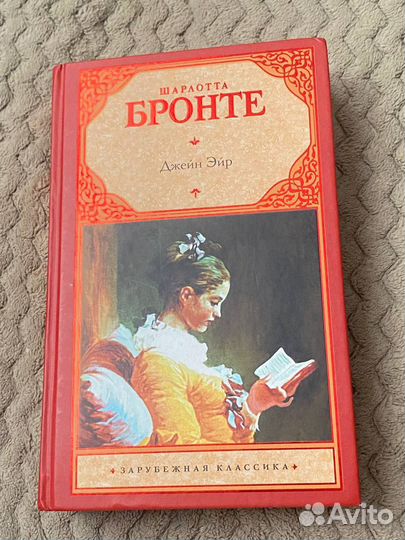 ШАРЛОТТА
БРОНТЕ
Джейн Эйр
ЗАРУБЕЖНАЯ КЛАССИКА
Avito